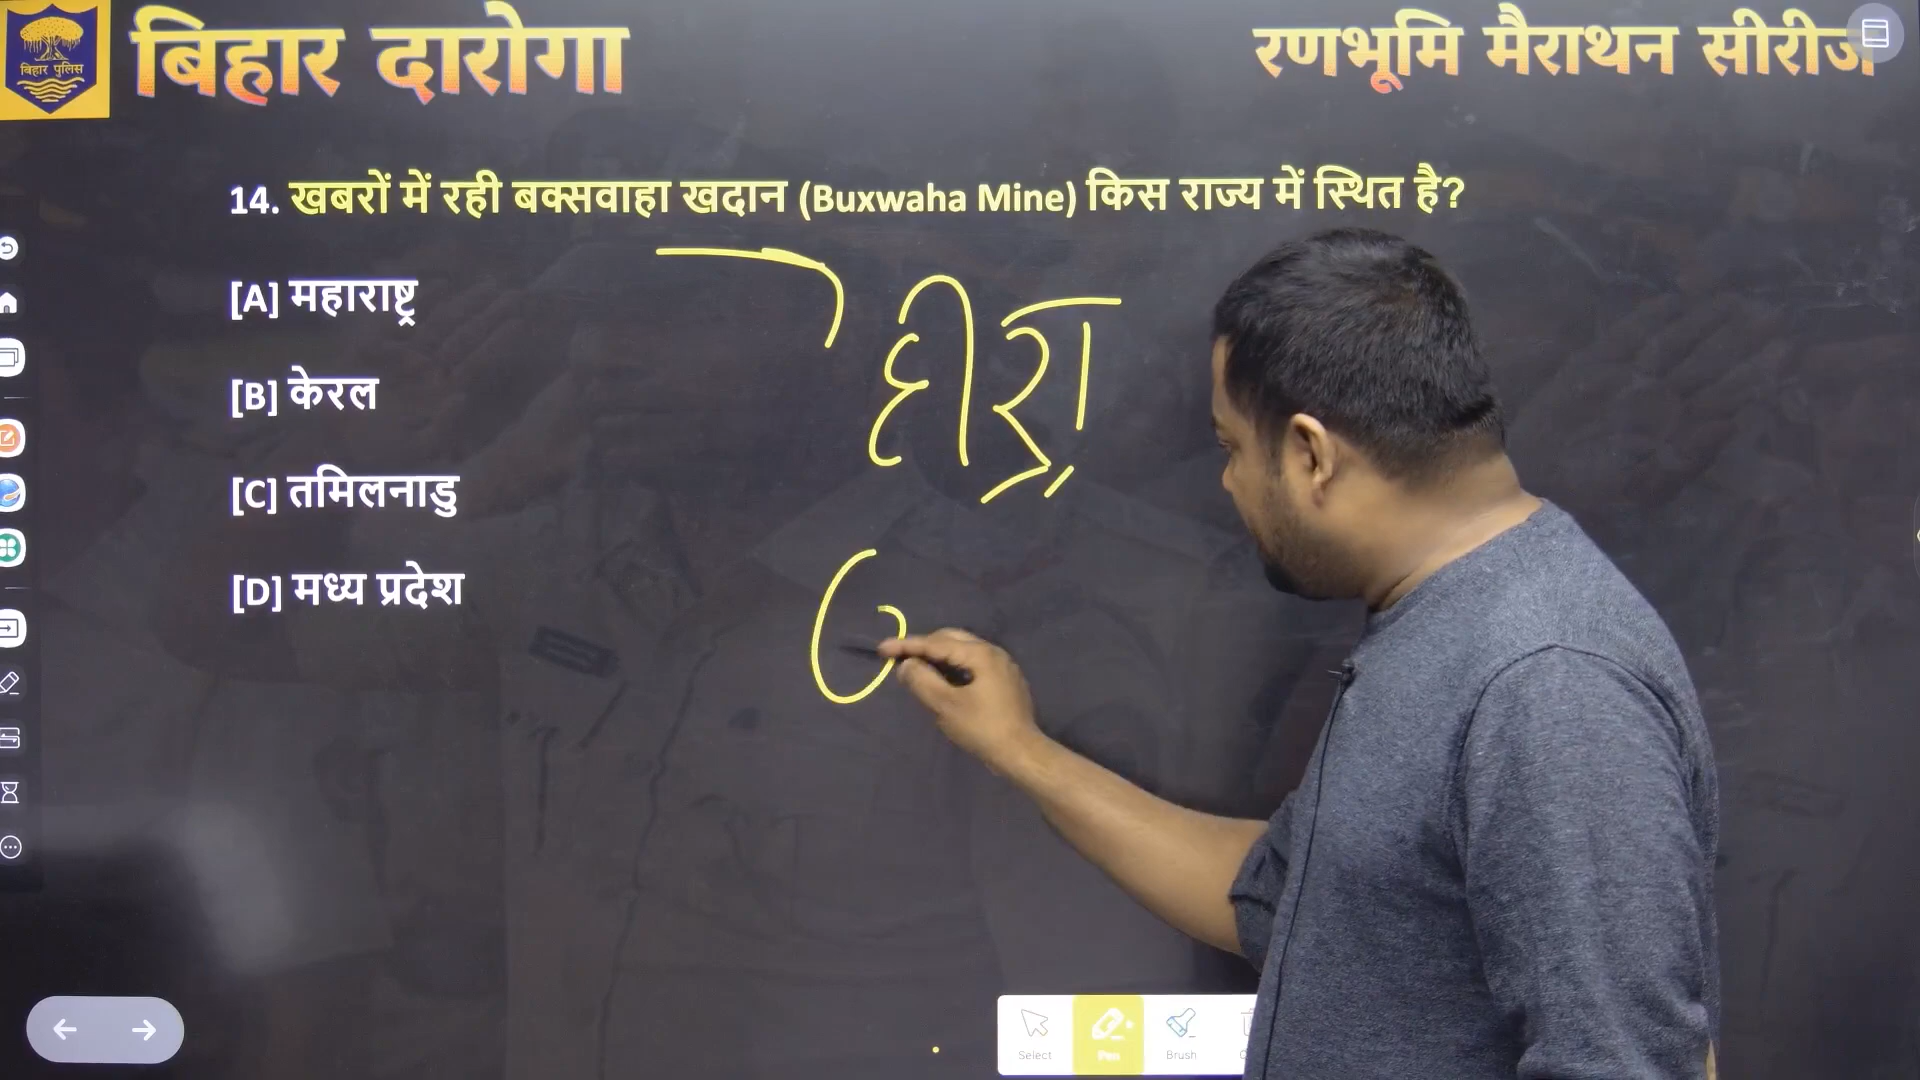 बिहार पुलिस
बिहार दारोगा
रणभूमि मैराथन सीरीज
14. खबरों में रही बक्सवाहा खदान (Buxwaha Mine) किस राज्य में स्थित है?
[A] महाराष्ट्र
[B] केरल
[C] तमिलनाडु
[D] मध्य प्रदेश
हीरा
Select
Pen
Brush